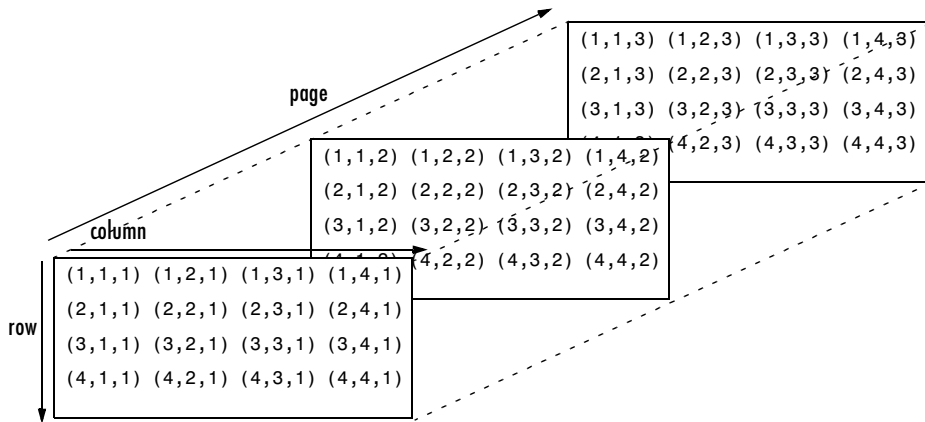 page
(1,1,3) (1,2,3) (1,3,3) (1,4,3)
(2,1,3) (2,2,3) (2,3,3) (2,4,3)
(3,1,3) (3,2,3) (3,3,3) (3,4,3)
(4,2,3) (4,3,3) (4,4,3)
(1,1,2) (1,2,2) (1,3,2) (1,4,2)
(2,1,2) (2,2,2) (2,3,2) (2,4,2)
(3,1,2) (3,2,2) (3,3,2) (3,4,2)
(4,2,2) (4,3,2) (4,4,2)
column
row
(1,1,1) (1,2,1) (1,3,1) (1,4,1)
(2,1,1) (2,2,1) (2,3,1) (2,4,1)
(3,1,1) (3,2,1) (3,3,1) (3,4,1)
(4,1,1) (4,2,1) (4,3,1) (4,4,1)